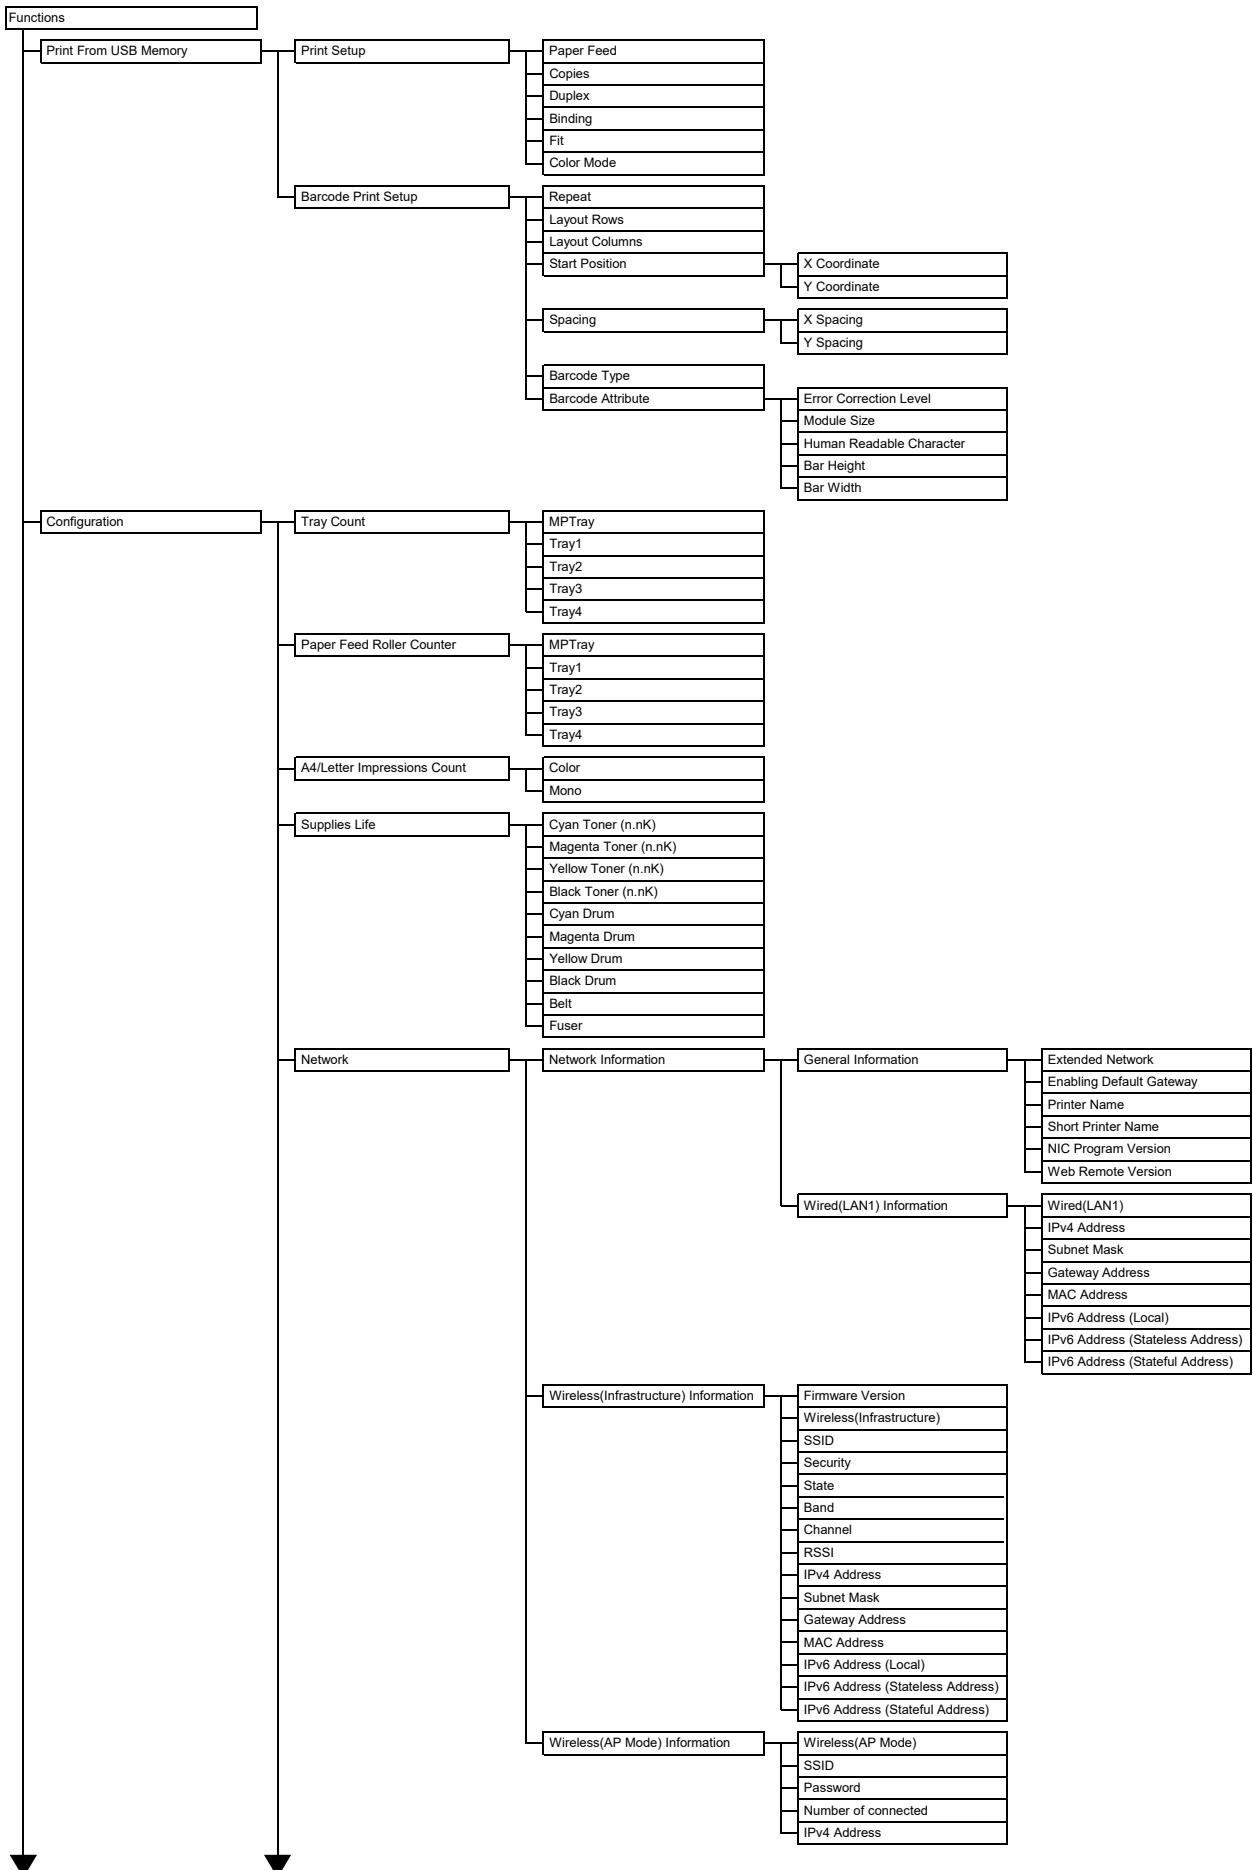 Functions
Print From USB Memory
Print Setup
Paper Feed
Copies
Duplex
Binding
Fit
Color Mode
Barcode Print Setup
Repeat
Layout Rows
Layout Columns
Start Position
X Coordinate
Y Coordinate
Spacing
X Spacing
Y Spacing
Barcode Type
Barcode Attribute
Error Correction Level
Module Size
Human Readable Character
Bar Height
Bar Width
Configuration
Tray Count
MPTray
Tray1
Tray2
Tray3
Tray4
Paper Feed Roller Counter
MPTray
Tray1
Tray2
Tray3
Tray4
A4/Letter Impressions Count
Color
Mono
Supplies Life
Cyan Toner (n.nK)
Magenta Toner (n.nK)
Yellow Toner (n.nK)
Black Toner (n.nK)
Cyan Drum
Magenta Drum
Yellow Drum
Black Drum
Belt
Fuser
Network
Network Information
General Information
Extended Network
Enabling Default Gateway
Printer Name
Short Printer Name
NIC Program Version
Web Remote Version
Wired(LAN1) Information
Wired(LAN1)
IPv4 Address
Subnet Mask
Gateway Address
MAC Address
IPv6 Address (Local)
IPv6 Address (Stateless Address)
IPv6 Address (Stateful Address)
Wireless(Infrastructure) Information
Firmware Version
Wireless(Infrastructure)
SSID
Security
State
Band
Channel
RSSI
IPv4 Address
Subnet Mask
Gateway Address
MAC Address
IPv6 Address (Local)
IPv6 Address (Stateless Address)
IPv6 Address (Stateful Address)
Wireless(AP Mode) Information
Wireless(AP Mode)
SSID
Password
Number of connected
IPv4 Address